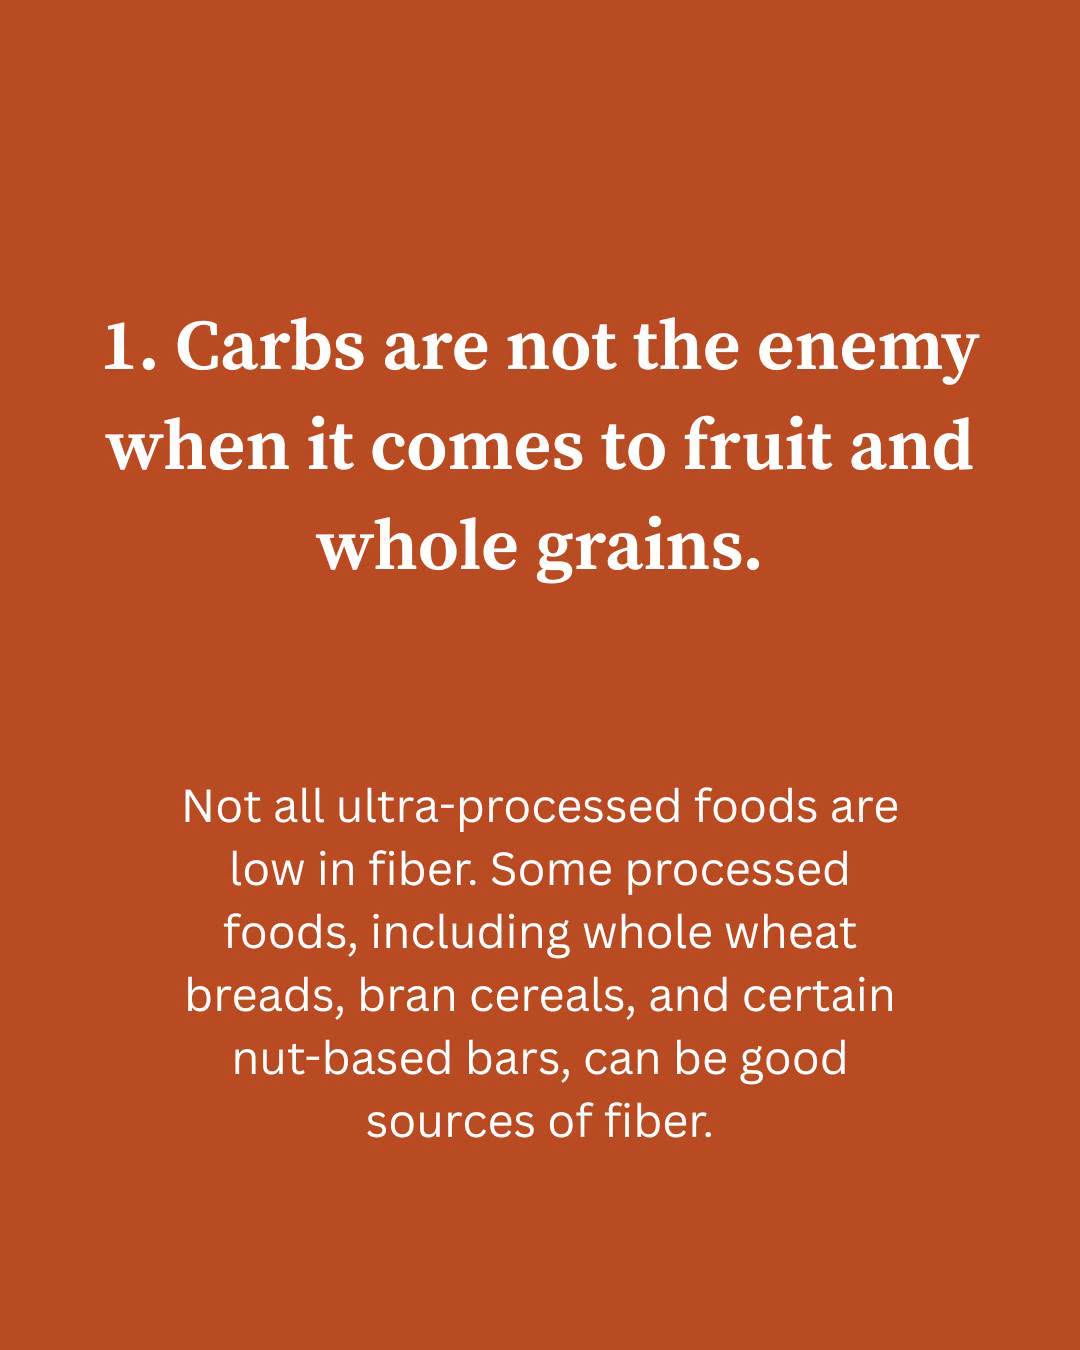 1. Carbs are not the enemy
when it comes to fruit and
whole grains.
Not all ultra-processed foods are
low in fiber. Some processed
foods, including whole wheat
breads, bran cereals, and certain
nut-based bars, can be good
sources of fiber.